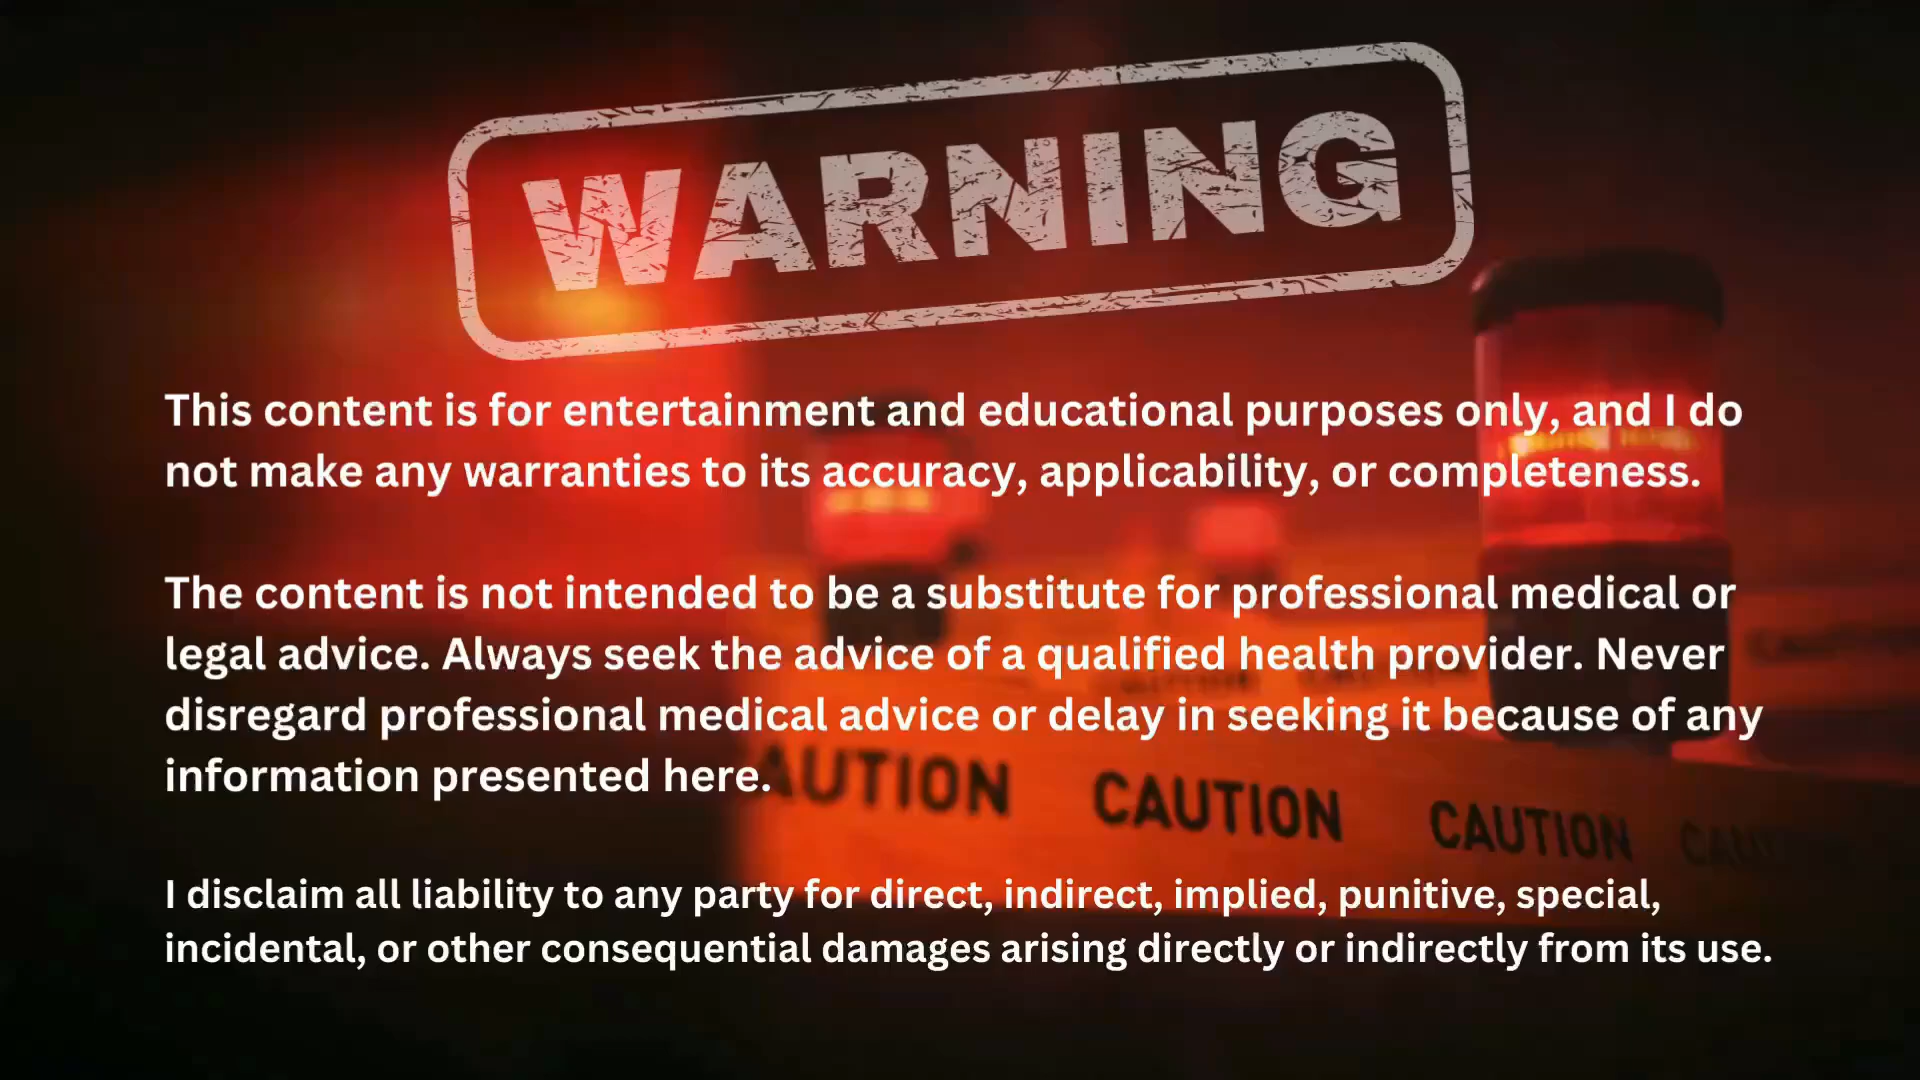 WARNING
This content is for entertainment and educational purposes only, and I do
not make any warranties to its accuracy, applicability, or completeness.
The content is not intended to be a substitute for professional medical or
legal advice. Always seek the advice of a qualified health provider. Never
disregard professional medical advice or delay in seeking it because of any
information presented here.
AUTION CAUTION CAUTION
I disclaim all liability to any party for direct, indirect, implied, punitive, special,
incidental, or other consequential damages arising directly or indirectly from its use.